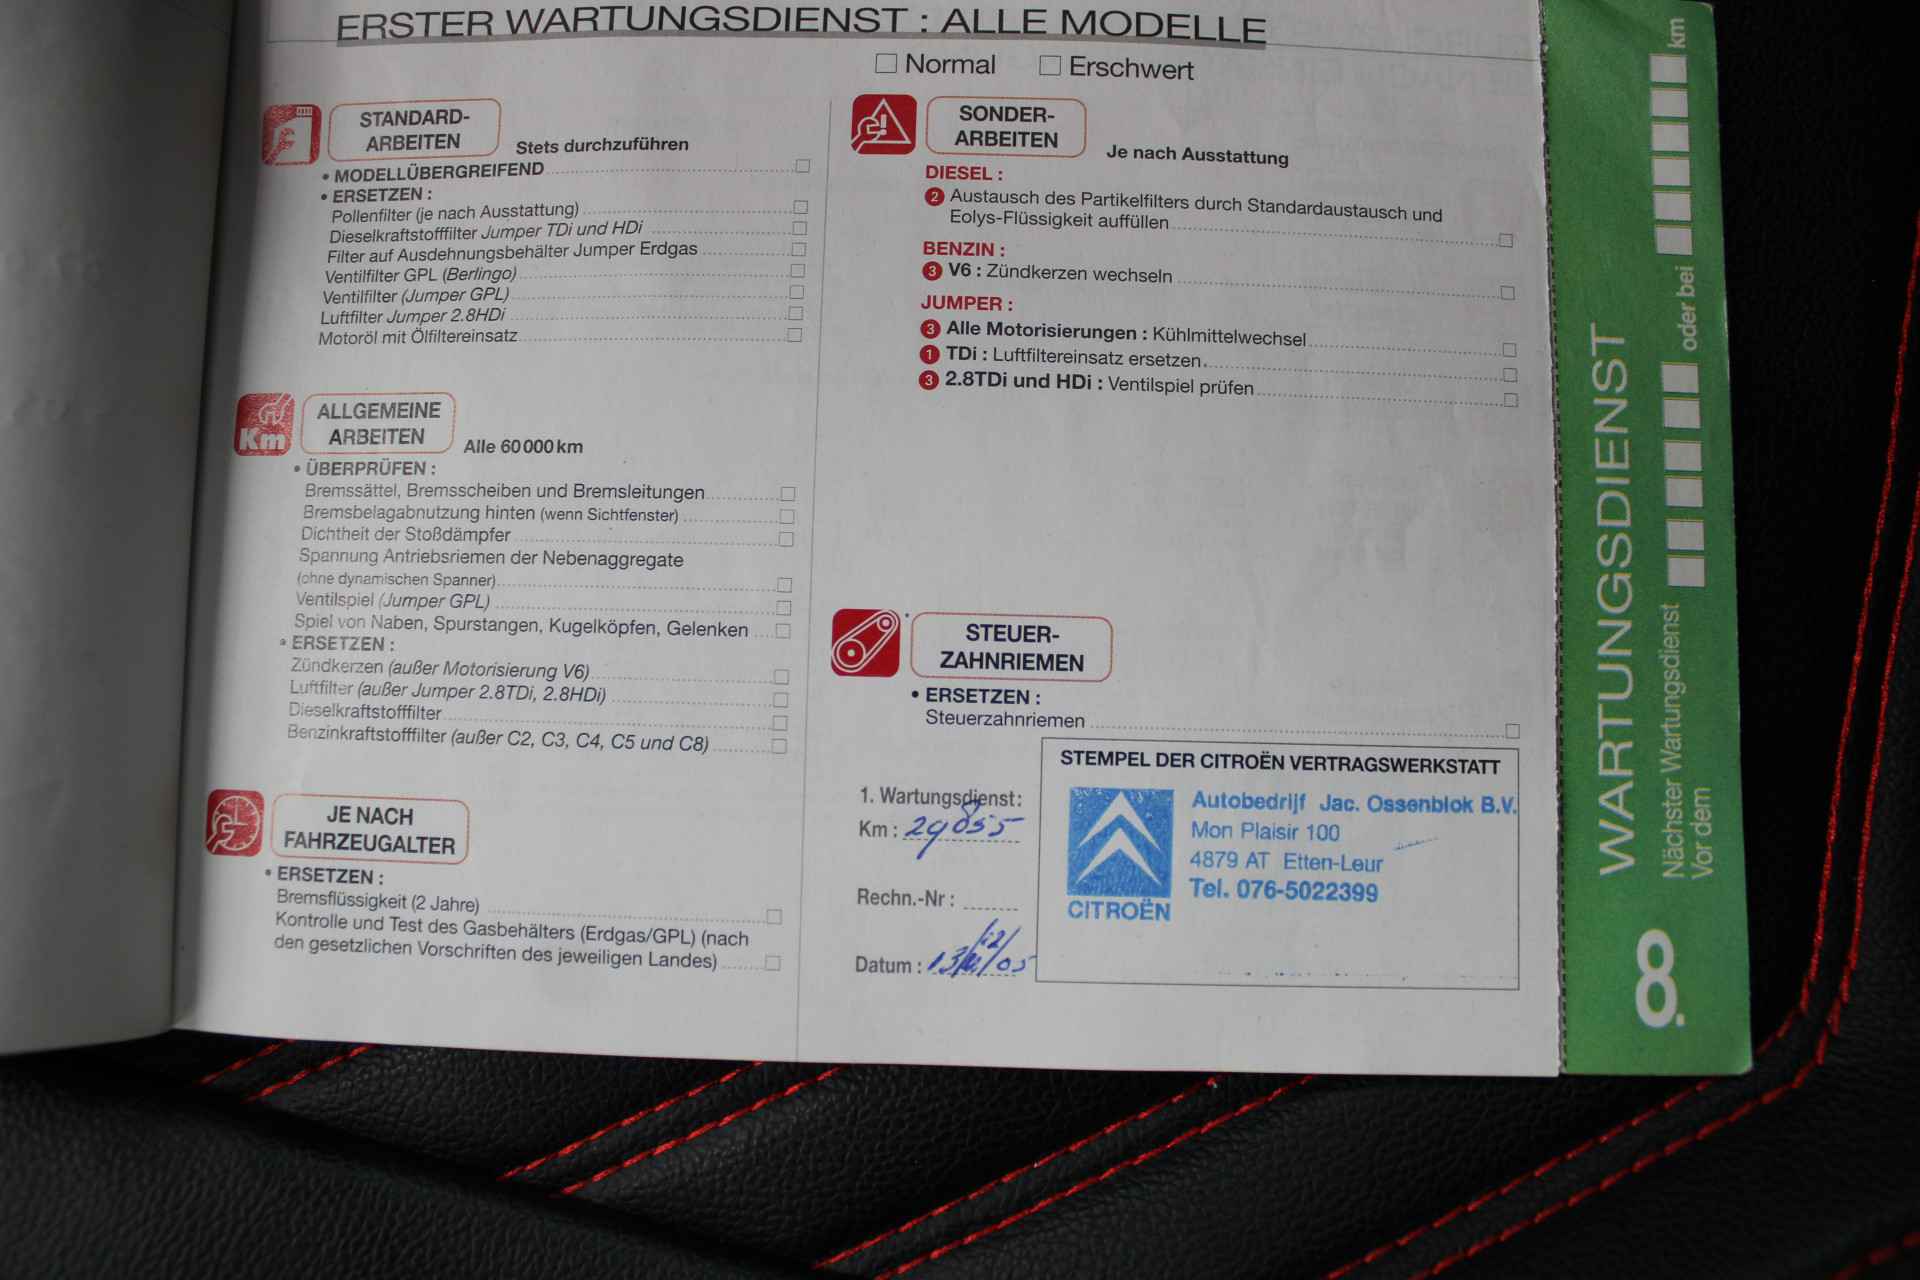 ERSTER WARTUNGSDIENST : ALLE MODELLE
Normal Erschwert
STANDARD-
ARBEITEN
Stets durchzuführen
• MODELLÜBERGREIFEND
• ERSETZEN :
Pollenfilter (je nach Ausstattung)
Dieselkraftstofffilter Jumper TDi und HDi
Filter auf Ausdehnungsbehälter Jumper Erdgas
Ventilfilter GPL (Berlingo)
Ventilfilter (Jumper GPL)
Luftfilter Jumper 2.8HDi
Motoröl mit Ölfiltereinsatz
Km
ALLGEMEINE
ARBEITEN
Alle 60 000 km
• ÜBERPRÜFEN :
Bremssättel, Bremsscheiben und Bremsleitungen
Bremsbelagabnutzung hinten (wenn Sichtfenster)
Dichtheit der Stoßdämpfer
Spannung Antriebsriemen der Nebenaggregate
(ohne dynamischen Spanner)
Ventilspiel (Jumper GPL)
Spiel von Naben, Spurstangen, Kugelköpfen, Gelenken
• ERSETZEN :
Zündkerzen (außer Motorisierung V6)
Luftfilter (außer Jumper 2.8TDi, 2.8HDi)
Dieselkraftstofffilter
Benzinkraftstofffilter (außer C2, C3, C4, C5 und C8)
JE NACH
FAHRZEUGALTER
• ERSETZEN :
Bremsflüssigkeit (2 Jahre)
Kontrolle und Test des Gasbehälters (Erdgas/GPL) (nach
den gesetzlichen Vorschriften des jeweiligen Landes)
SONDER-
ARBEITEN
Je nach Ausstattung
DIESEL :
2 Austausch des Partikelfilters durch Standardaustausch und
Eolys-Flüssigkeit auffüllen
BENZIN :
3 V6 : Zündkerzen wechseln
JUMPER :
3 Alle Motorisierungen : Kühlmittelwechsel
1 TDi : Luftfiltereinsatz ersetzen
3 2.8TDi und HDi : Ventilspiel prüfen
STEUER-
ZAHNRIEMEN
• ERSETZEN :
Steuerzahnriemen
1. Wartungsdienst:
Km : 29855
Rechn.-Nr :
Datum : 13/12/05
STEMPEL DER CITROËN VERTRAGSWERKSTATT
Autobedrijf Jac. Ossenblok B.V.
Mon Plaisir 100
4879 AT Etten-Leur
Tel. 076-5022399
CITROËN
WARTUNGSDIENST
Nächster Wartungsdienst
Vor dem oder bei km
8.